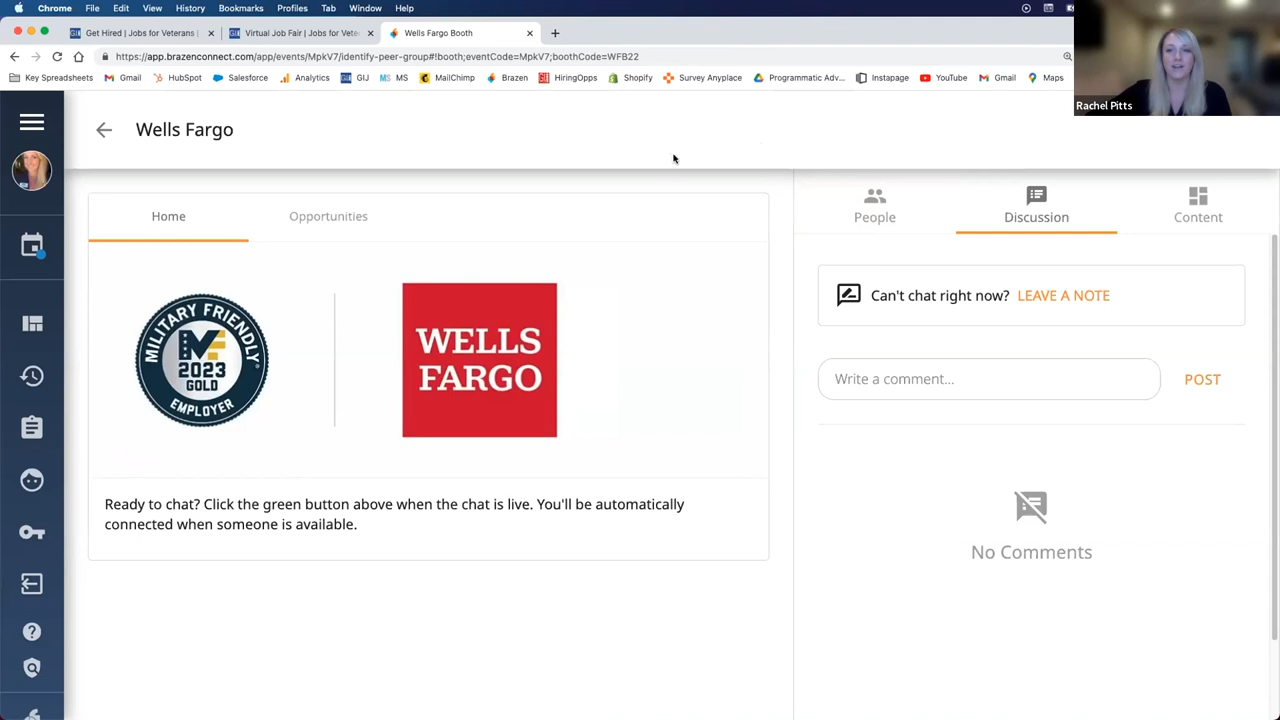 Chrome File Edit View History Bookmarks Profiles Tab Window Help
Get Hired | Jobs for Veterans |
Virtual Job Fair | Jobs for Vete
Wells Fargo Booth
https://app.brazenconnect.com/app/events/MpkV7/identify-peer-group#!booth;eventCode=MpkV7;boothCode=WFB22
Key Spreadsheets Gmail HubSpot Salesforce Analytics GIJ MS MailChimp Brazen HiringOpps Shopify Survey Anyplace Programmatic Adv... Instapage YouTube Gmail Maps
Rachel Pitts
Wells Fargo
Home
Opportunities
People
Discussion
Content
MILITARY FRIENDLY®
2023
GOLD
EMPLOYER
WELLS
FARGO
Can't chat right now? LEAVE A NOTE
Write a comment...
POST
Ready to chat? Click the green button above when the chat is live. You'll be automatically
connected when someone is available.
No Comments